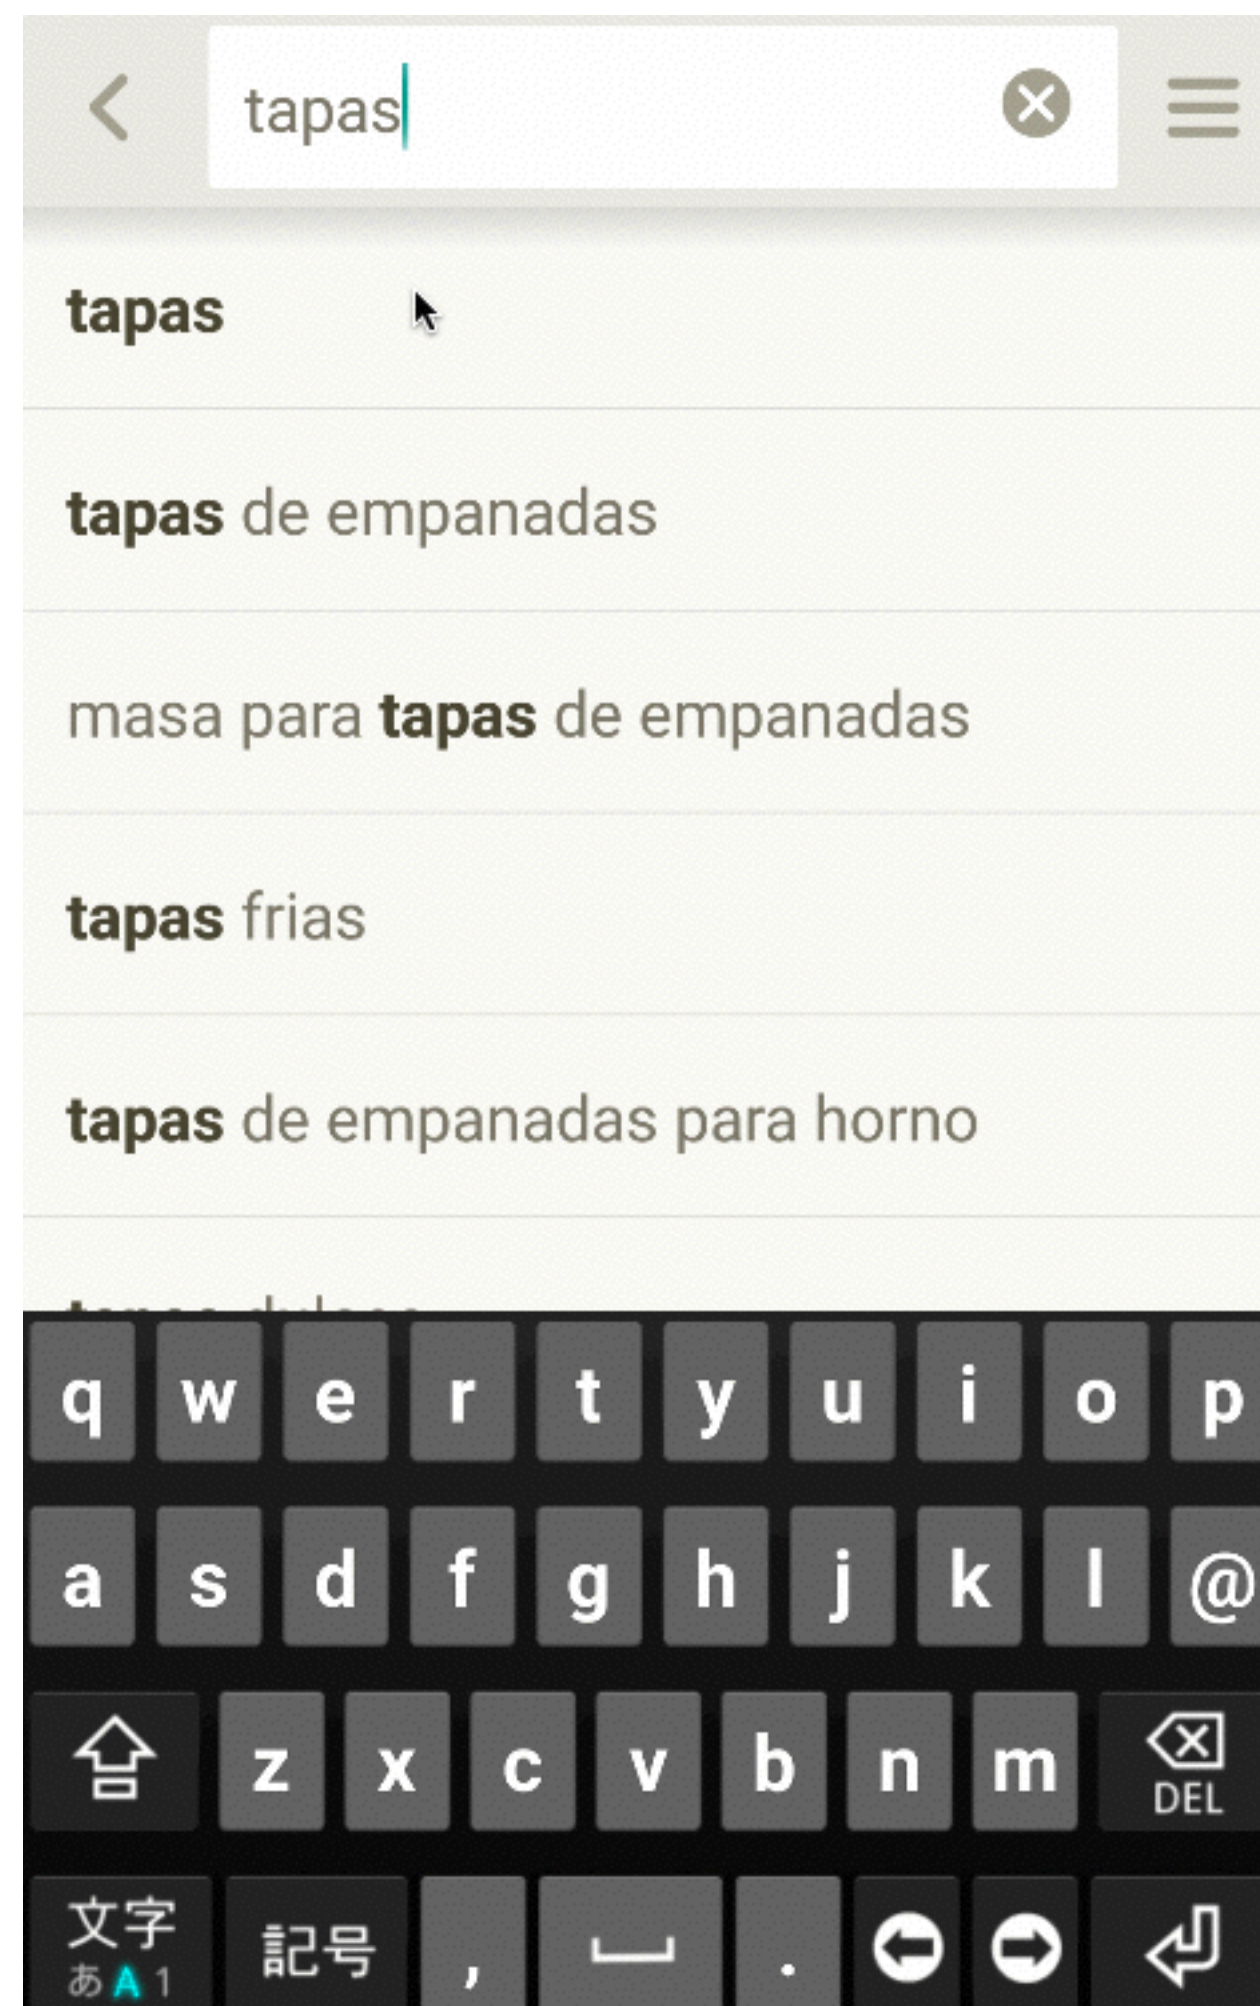 tapas
tapas
tapas de empanadas
masa para tapas de empanadas
tapas frias
tapas de empanadas para horno
q w e r t y u i o p
a s d f g h j k l @
z x c v b n m DEL
文字 記号 , .
あ A 1